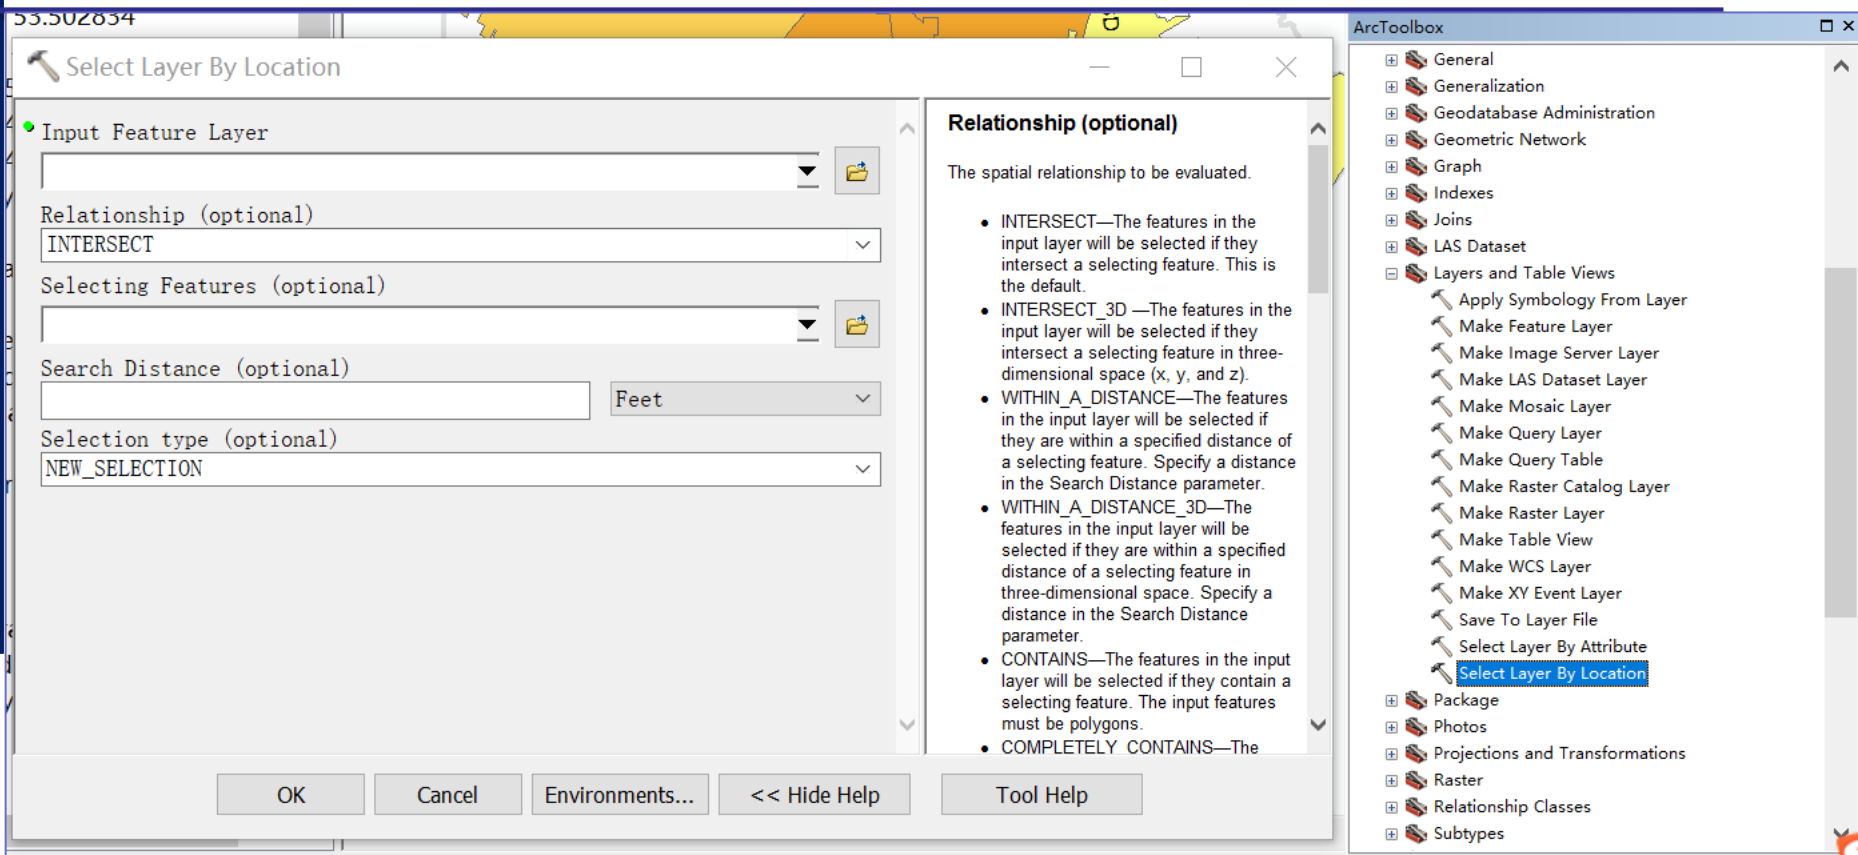 53.502834
Select Layer By Location
Input Feature Layer
Relationship (optional)
INTERSECT
Selecting Features (optional)
Search Distance (optional)
Feet
Selection type (optional)
NEW_SELECTION
OK
Cancel
Environments...
<< Hide Help
Tool Help
Relationship (optional)
The spatial relationship to be evaluated.
• INTERSECT—The features in the
input layer will be selected if they
intersect a selecting feature. This is
the default.
• INTERSECT_3D —The features in the
input layer will be selected if they
intersect a selecting feature in three-
dimensional space (x, y, and z).
• WITHIN_A_DISTANCE—The features
in the input layer will be selected if
they are within a specified distance of
a selecting feature. Specify a distance
in the Search Distance parameter.
• WITHIN_A_DISTANCE_3D—The
features in the input layer will be
selected if they are within a specified
distance of a selecting feature in
three-dimensional space. Specify a
distance in the Search Distance
parameter.
• CONTAINS—The features in the input
layer will be selected if they contain a
selecting feature. The input features
must be polygons.
• COMPLETELY_CONTAINS—The
ArcToolbox
General
Generalization
Geodatabase Administration
Geometric Network
Graph
Indexes
Joins
LAS Dataset
Layers and Table Views
Apply Symbology From Layer
Make Feature Layer
Make Image Server Layer
Make LAS Dataset Layer
Make Mosaic Layer
Make Query Layer
Make Query Table
Make Raster Catalog Layer
Make Raster Layer
Make Table View
Make WCS Layer
Make XY Event Layer
Save To Layer File
Select Layer By Attribute
Select Layer By Location
Package
Photos
Projections and Transformations
Raster
Relationship Classes
Subtypes